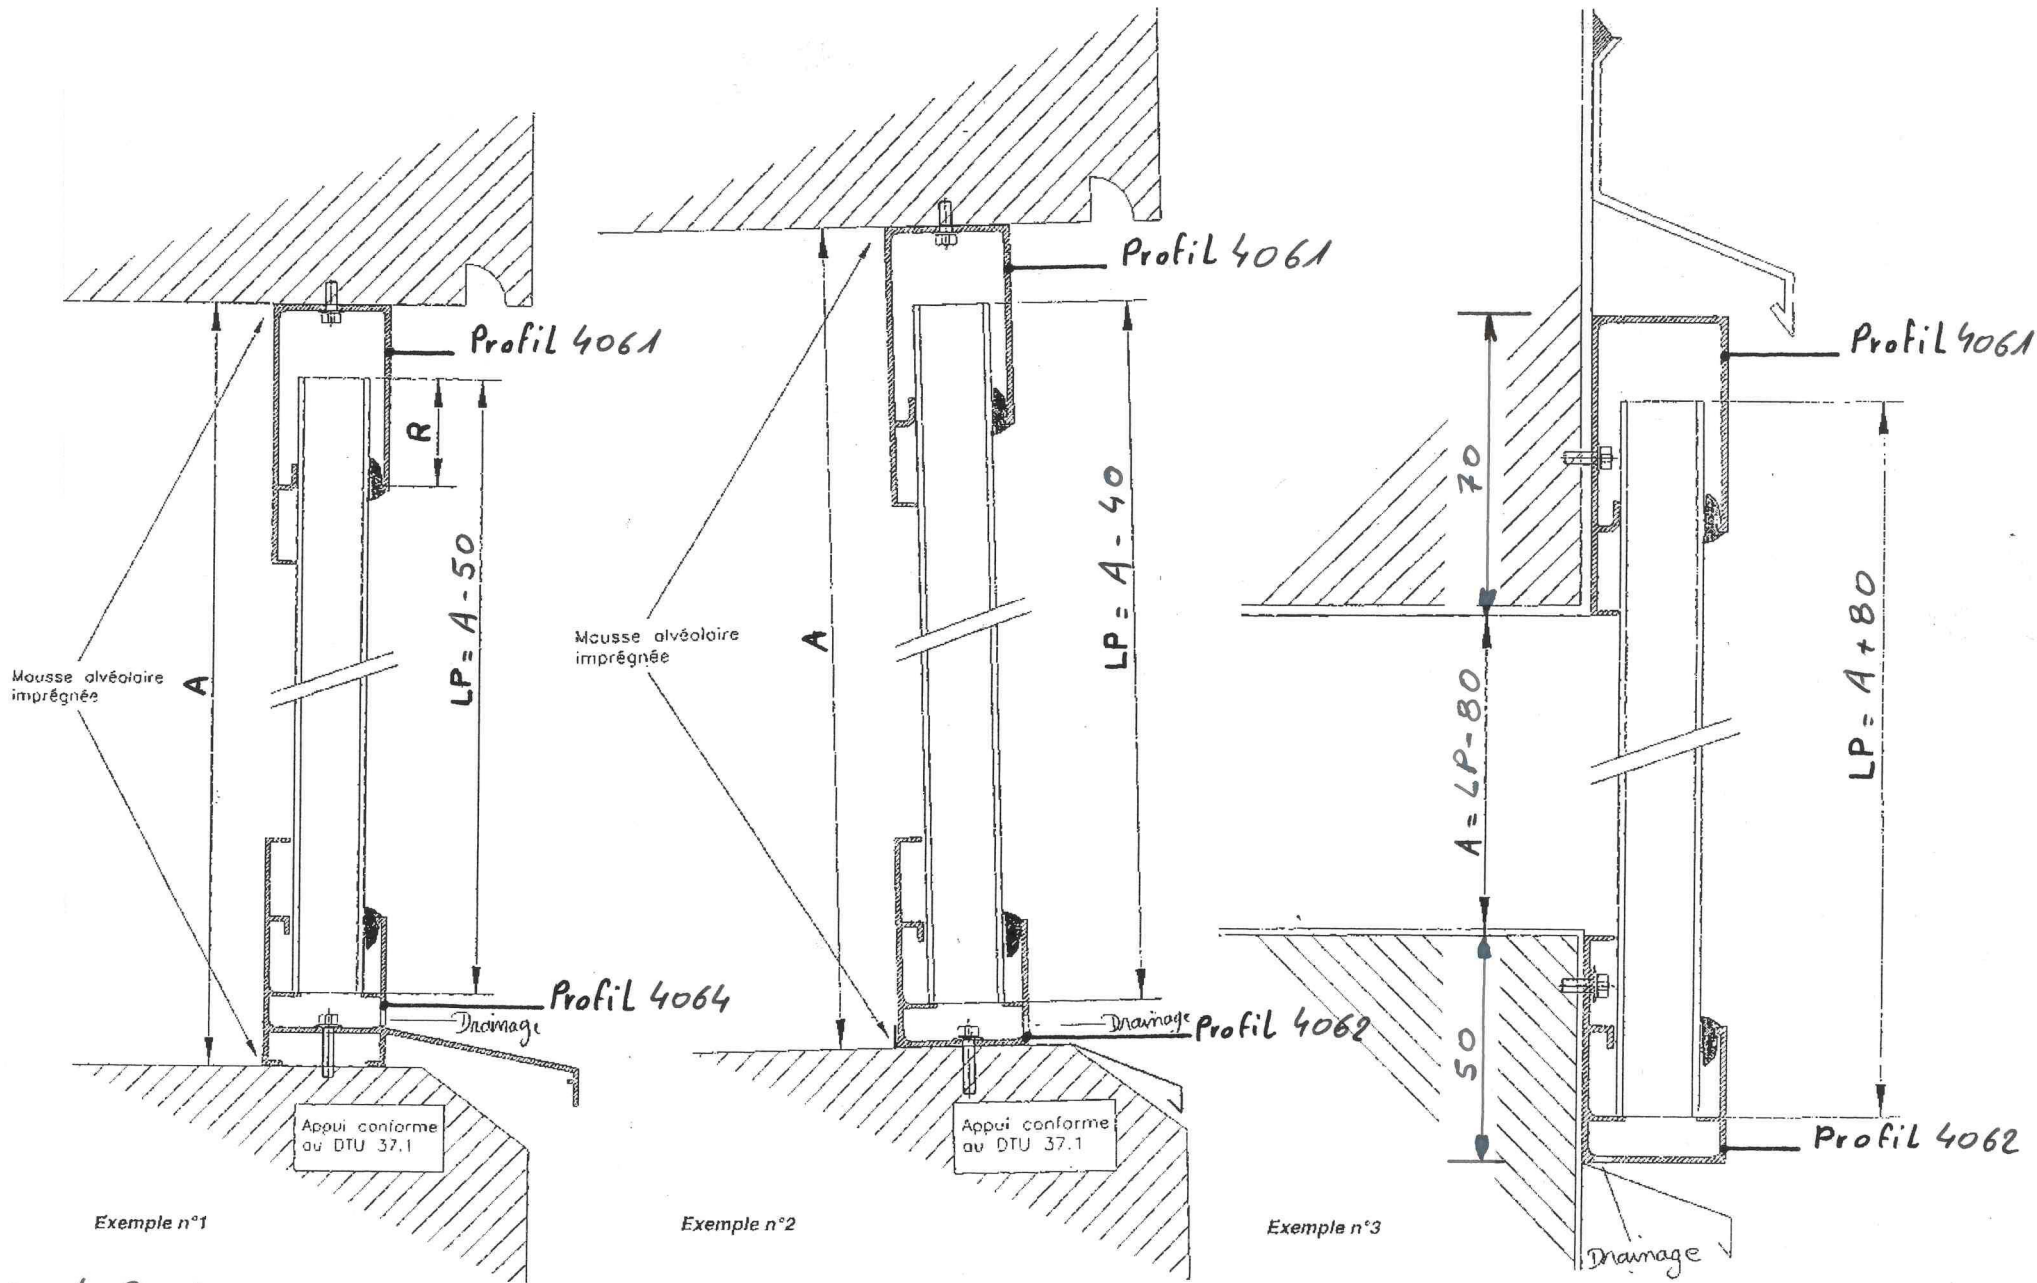 Profil 4061
R
LP = A - 50
A
Mousse alvéolaire
imprégnée
Profil 4064
Drainage
Appui conforme
au DTU 37.1
Exemple n°1
Profil 4061
LP = A - 40
A
Mousse alvéolaire
imprégnée
Drainage
Profil 4062
Appui conforme
au DTU 37.1
Exemple n°2
Profil 4061
70
A = LP - 80
LP = A + 80
50
Profil 4062
Exemple n°3
Drainage